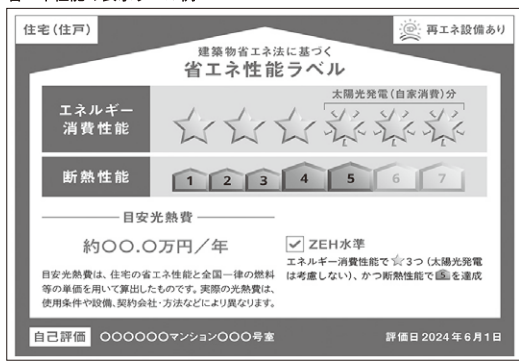 住宅(住戸)
再エネ設備あり
建築物省エネ法に基づく
省エネ性能ラベル
太陽光発電(自家消費)分
エネルギー
消費性能
断熱性能
1 2 3 4 5 6 7
目安光熱費
約〇〇.〇万円/年
目安光熱費は、住宅の省エネ性能と全国一律の燃料
等の単価を用いて算出したものです。実際の光熱費は、
使用条件や設備、契約会社・方法などにより異なります。
ZEH水準
エネルギー消費性能で☆3つ(太陽光発電
は考慮しない)、かつ断熱性能で5を達成
自己評価 〇〇〇〇〇〇マンション〇〇〇号室
評価日2024年6月1日